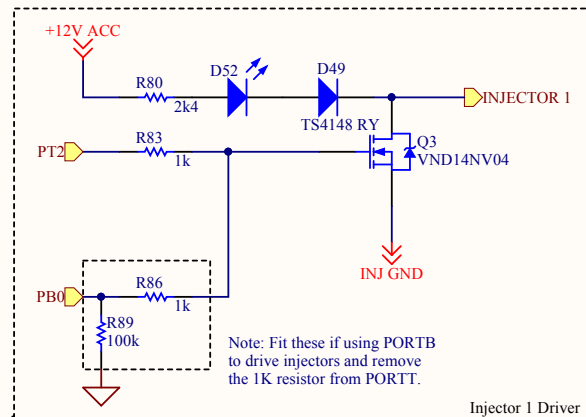 +12V ACC
R80
2k4
D52
D49
TS4148 RY
INJECTOR 1
PT2
R83
1k
Q3
VND14NV04
INJ GND
PB0
R86
1k
R89
100k
Note: Fit these if using PORTB
to drive injectors and remove
the 1K resistor from PORTT.
Injector 1 Driver